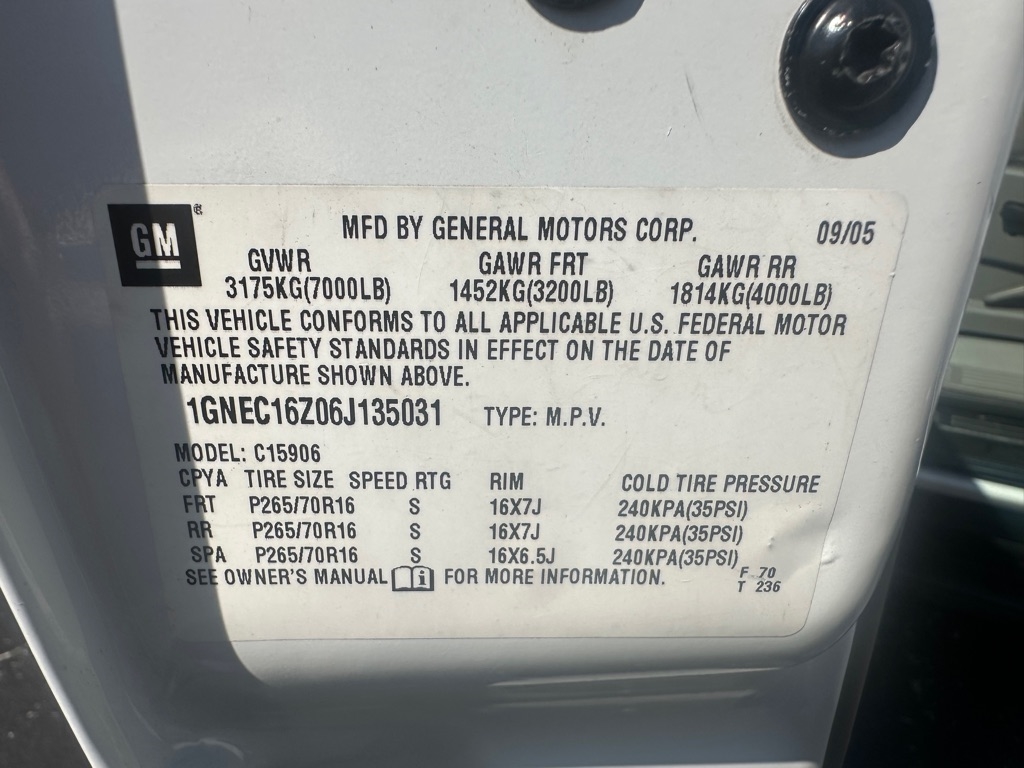 GM® MFD BY GENERAL MOTORS CORP. 09/05
GVWR GAWR FRT GAWR RR
3175KG(7000LB) 1452KG(3200LB) 1814KG(4000LB)
THIS VEHICLE CONFORMS TO ALL APPLICABLE U.S. FEDERAL MOTOR
VEHICLE SAFETY STANDARDS IN EFFECT ON THE DATE OF
MANUFACTURE SHOWN ABOVE.
1GNEC16Z06J135031 TYPE: M.P.V.
MODEL: C15906
CPYA TIRE SIZE SPEED RTG RIM COLD TIRE PRESSURE
FRT P265/70R16 S 16X7J 240KPA(35PSI)
RR P265/70R16 S 16X7J 240KPA(35PSI)
SPA P265/70R16 S 16X6.5J 240KPA(35PSI)
SEE OWNER'S MANUAL i FOR MORE INFORMATION. F 70
T 236